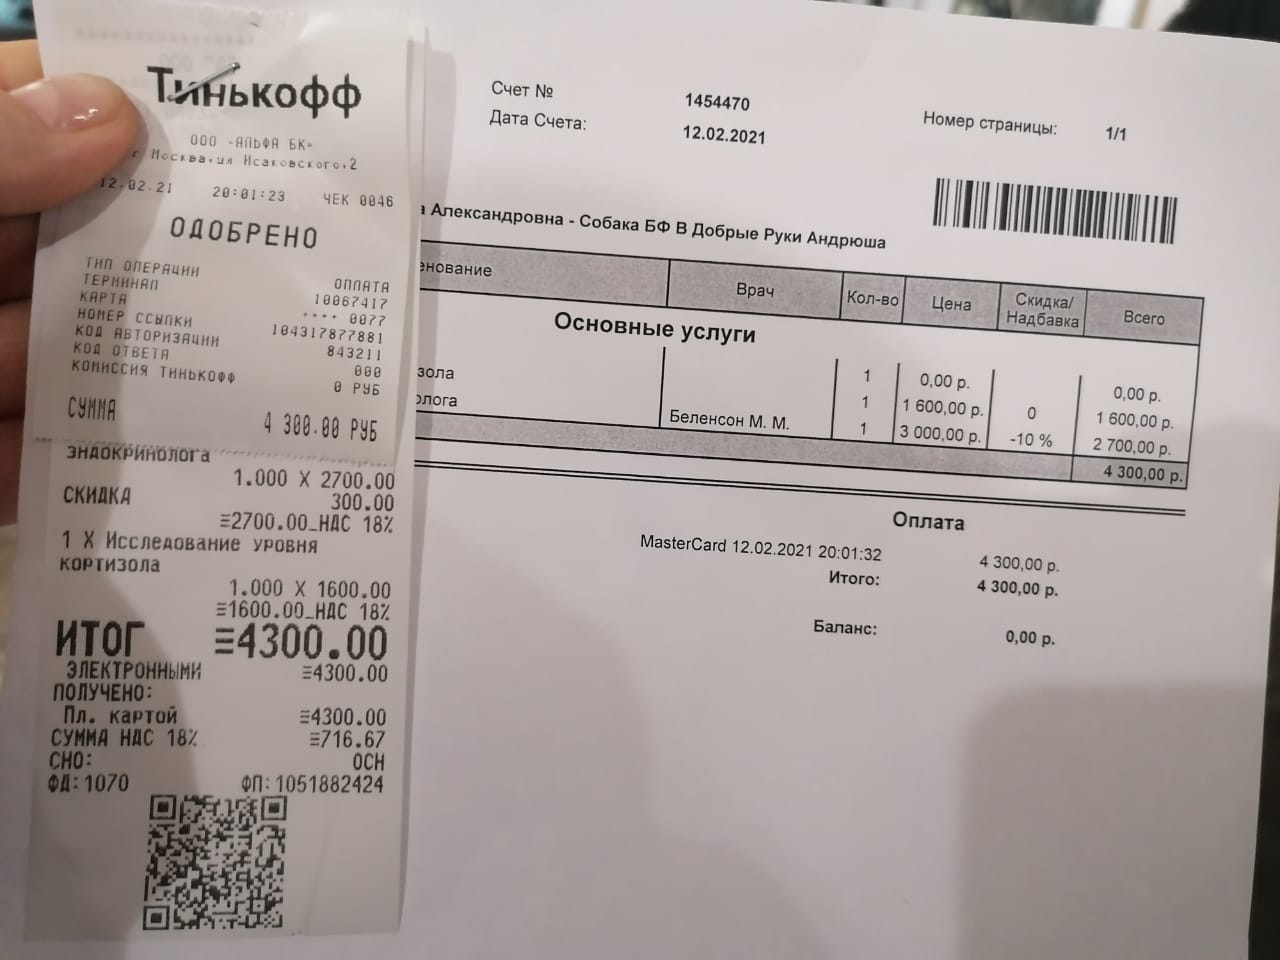 Тинькофф
ООО «АЛЬФА БК»
г Москва,ул Исаковского,2
12.02.21 20:01:23 ЧЕК 0046
ОДОБРЕНО
ТИП ОПЕРАЦИИ ОПЛАТА
ТЕРМИНАЛ 10067417
КАРТА **** 0077
НОМЕР ССЫЛКИ 104317877881
КОД АВТОРИЗАЦИИ 843211
КОД ОТВЕТА 000
КОМИССИЯ ТИНЬКОФФ 0 РУБ
СУММА 4 300.00 РУБ
ЭНДОКРИНОЛОГА
1.000 X 2700.00
СКИДКА 300.00
≡2700.00_НДС 18%
1 X Исследование уровня
кортизола
1.000 X 1600.00
≡1600.00_НДС 18%
ИТОГ ≡4300.00
ЭЛЕКТРОННЫМИ ≡4300.00
ПОЛУЧЕНО:
Пл. картой ≡4300.00
СУММА НДС 18% ≡716.67
СНО: ОСН
ФД:1070 ФП:1051882424
Счет № 1454470
Дата Счета: 12.02.2021
Номер страницы: 1/1
а Александровна - Собака БФ В Добрые Руки Андрюша
енование Врач Кол-во Цена Скидка/ Надбавка Всего
Основные услуги
1 0,00 р. 0,00 р.
зола 1 1 600,00 р. 0 1 600,00 р.
олога Беленсон М. М. 1 3 000,00 р. -10 % 2 700,00 р.
4 300,00 р.
Оплата
MasterCard 12.02.2021 20:01:32 4 300,00 р.
Итого: 4 300,00 р.
Баланс: 0,00 р.